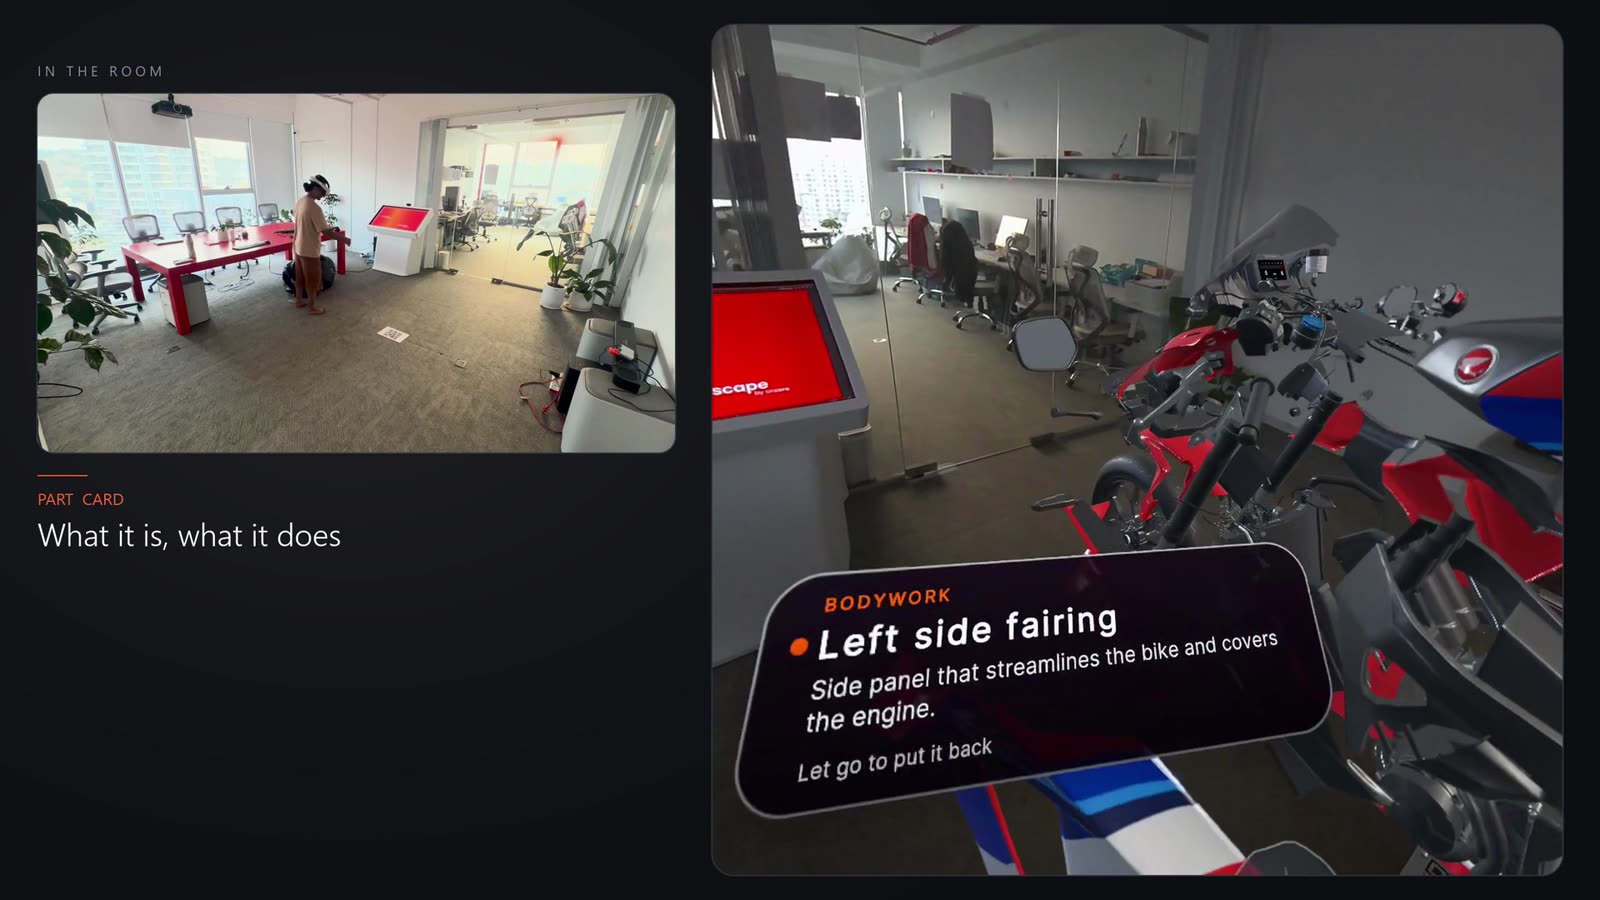 IN THE ROOM
PART CARD
What it is, what it does
scape
BODYWORK
Left side fairing
Side panel that streamlines the bike and covers
the engine.
Let go to put it back